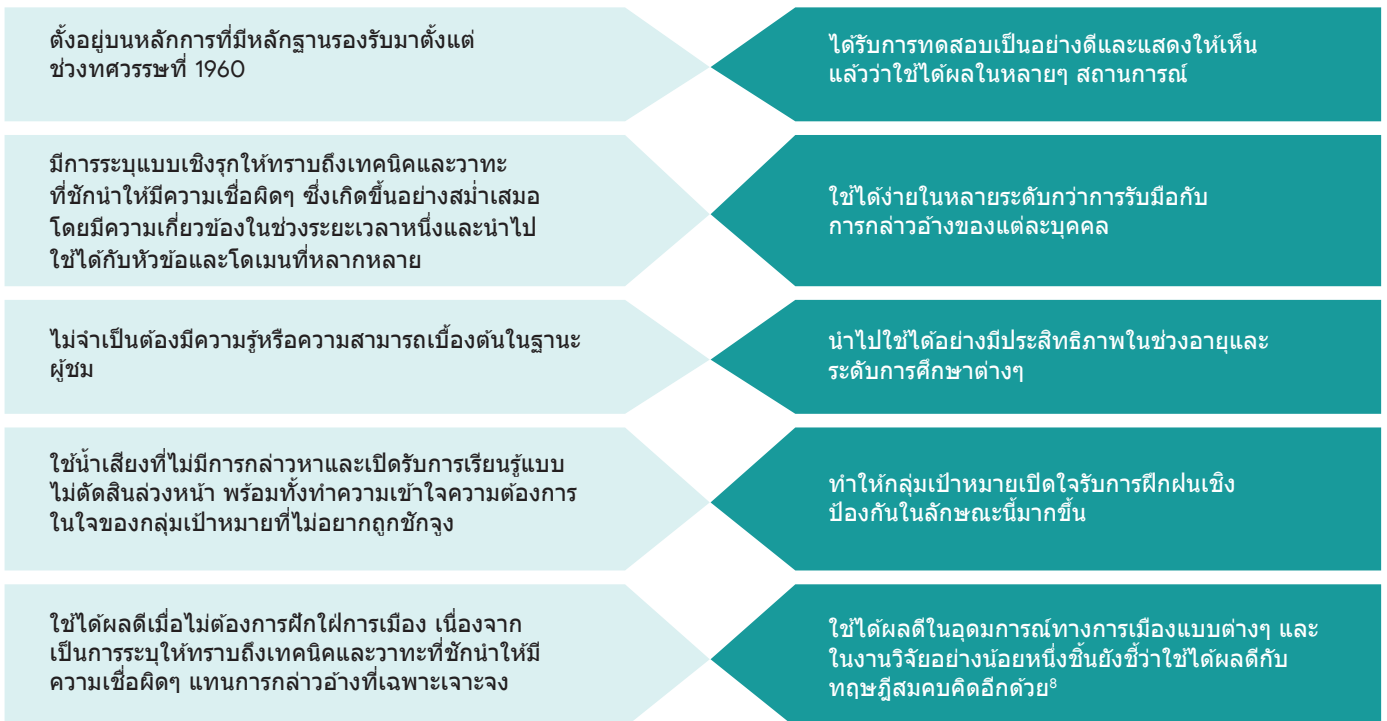 ตั้งอยู่บนหลักการที่มีหลักฐานรองรับมาตั้งแต่
ช่วงทศวรรษที่ 1960
ได้รับการทดสอบเป็นอย่างดีและแสดงให้เห็น
แล้วว่าใช้ได้ผลในหลายๆ สถานการณ์
มีการระบุแบบเชิงรุกให้ทราบถึงเทคนิคและวาทะ
ที่ชักนำให้มีความเชื่อผิดๆ ซึ่งเกิดขึ้นอย่างสม่ำเสมอ
โดยมีความเกี่ยวข้องในช่วงระยะเวลาหนึ่งและนำไป
ใช้ได้กับหัวข้อและโดเมนที่หลากหลาย
ใช้ได้ง่ายในหลายระดับกว่าการรับมือกับ
การกล่าวอ้างของแต่ละบุคคล
ไม่จำเป็นต้องมีความรู้หรือความสามารถเบื้องต้นในฐานะ
ผู้ชม
นำไปใช้ได้อย่างมีประสิทธิภาพในช่วงอายุและ
ระดับการศึกษาต่างๆ
ใช้น้ำเสียงที่ไม่มีการกล่าวหาและเปิดรับการเรียนรู้แบบ
ไม่ตัดสินล่วงหน้า พร้อมทั้งทำความเข้าใจความต้องการ
ในใจของกลุ่มเป้าหมายที่ไม่อยากถูกชักจูง
ทำให้กลุ่มเป้าหมายเปิดใจรับการฝึกฝนเชิง
ป้องกันในลักษณะนี้มากขึ้น
ใช้ได้ผลดีเมื่อไม่ต้องการฝักใฝ่การเมือง เนื่องจาก
เป็นการระบุให้ทราบถึงเทคนิคและวาทะที่ชักนำให้มี
ความเชื่อผิดๆ แทนการกล่าวอ้างที่เฉพาะเจาะจง
ใช้ได้ผลดีในอุดมการณ์ทางการเมืองแบบต่างๆ และ
ในงานวิจัยอย่างน้อยหนึ่งชิ้นยังชี้ว่าใช้ได้ผลดีกับ
ทฤษฎีสมคบคิดอีกด้วย⁸